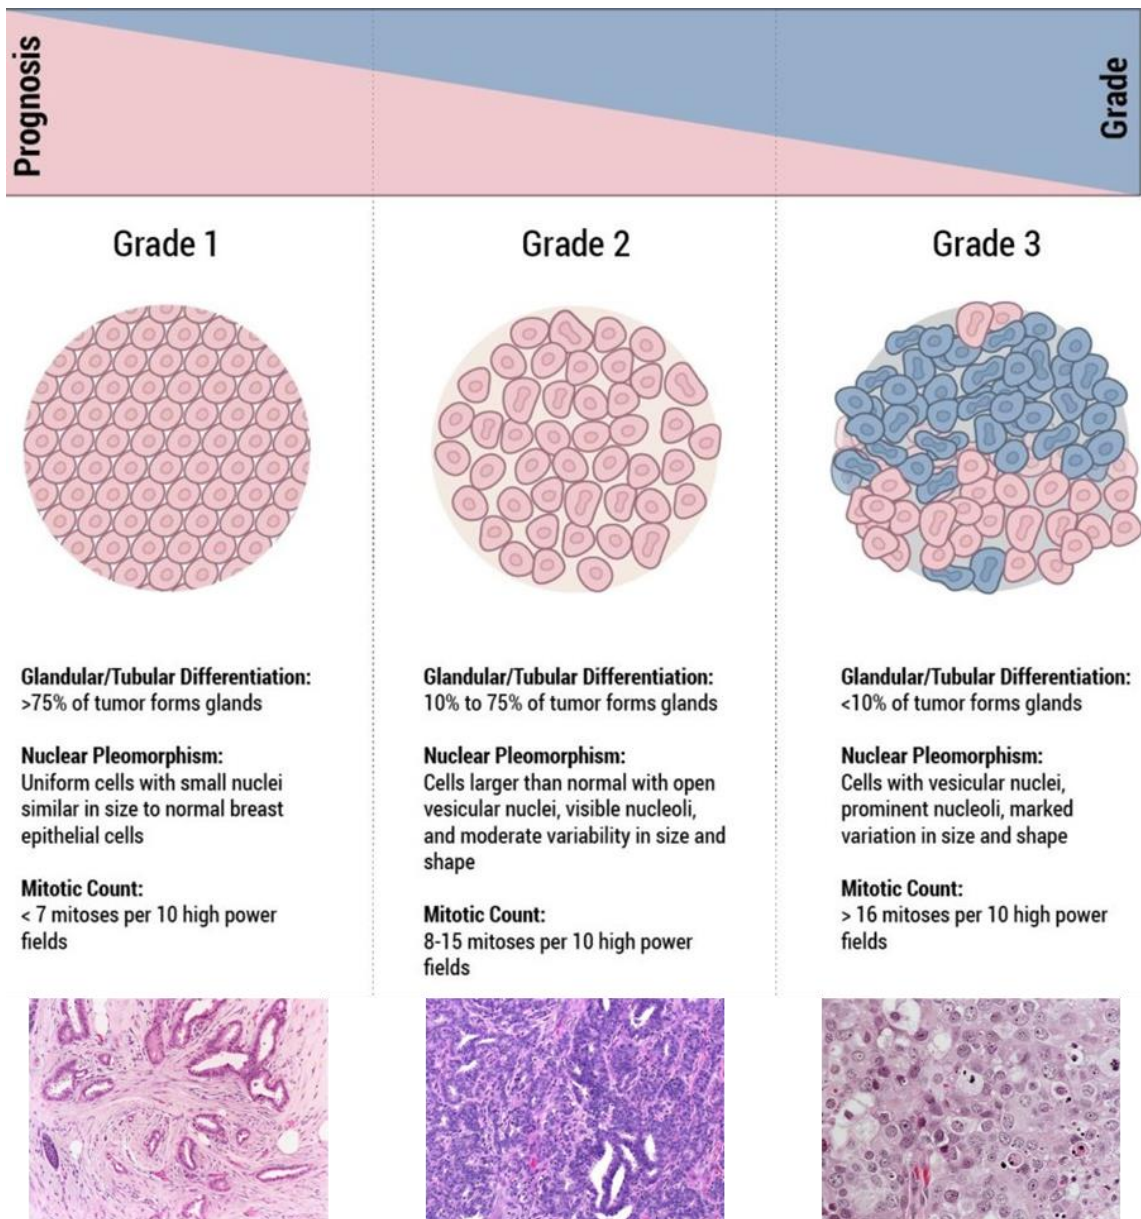 Prognosis
Grade
Grade 1
Glandular/Tubular Differentiation:
>75% of tumor forms glands
Nuclear Pleomorphism:
Uniform cells with small nuclei
similar in size to normal breast
epithelial cells
Mitotic Count:
< 7 mitoses per 10 high power
fields
Grade 2
Glandular/Tubular Differentiation:
10% to 75% of tumor forms glands
Nuclear Pleomorphism:
Cells larger than normal with open
vesicular nuclei, visible nucleoli,
and moderate variability in size and
shape
Mitotic Count:
8-15 mitoses per 10 high power
fields
Grade 3
Glandular/Tubular Differentiation:
<10% of tumor forms glands
Nuclear Pleomorphism:
Cells with vesicular nuclei,
prominent nucleoli, marked
variation in size and shape
Mitotic Count:
> 16 mitoses per 10 high power
fields